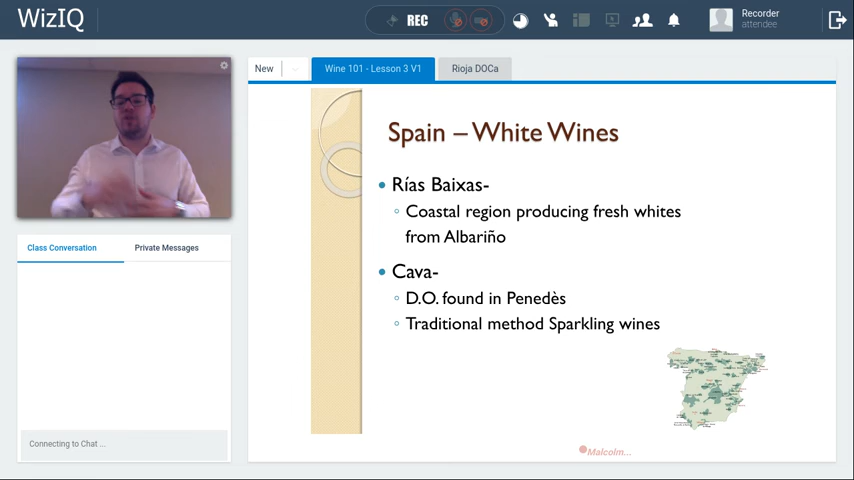 WizIQ
REC
Recorder
attendee
New
Wine 101 - Lesson 3 V1
Rioja DOCa
Spain – White Wines
Rías Baixas-
Coastal region producing fresh whites
from Albariño
Cava-
D.O. found in Penedès
Traditional method Sparkling wines
Class Conversation
Private Messages
Connecting to Chat ...
Malcolm...